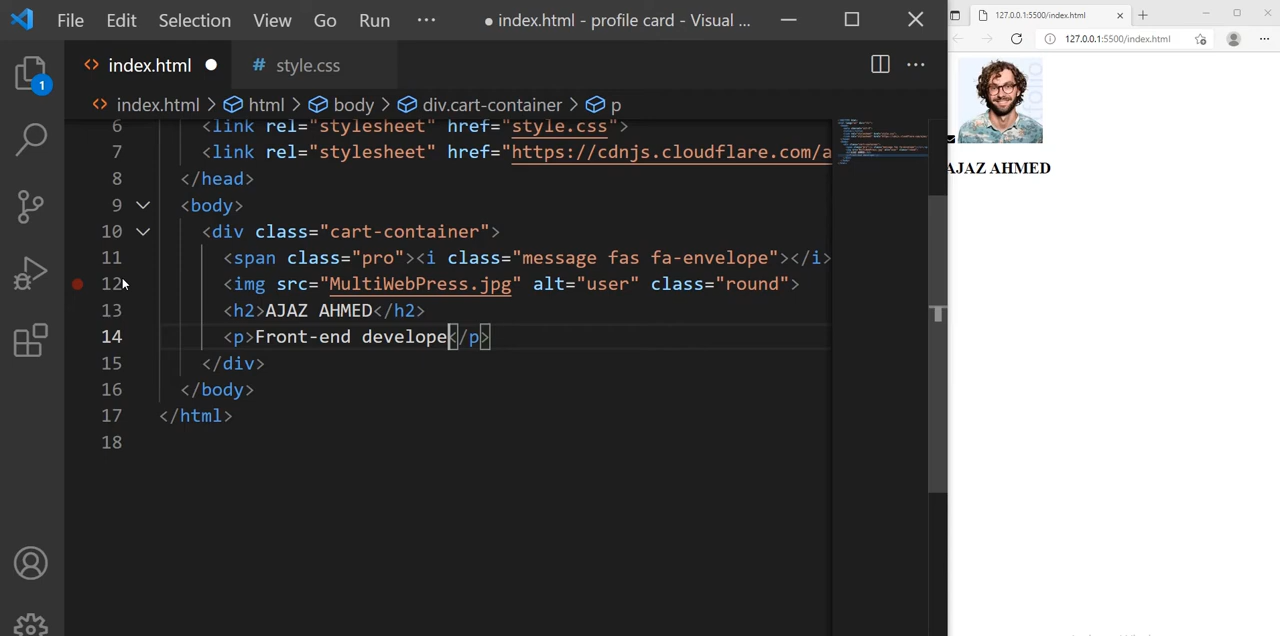 File Edit Selection View Go Run ··· ● index.html - profile card - Visual ...
index.html ● # style.css ···
index.html > html > body > div.cart-container > p
6 <link rel="stylesheet" href="style.css">
7 <link rel="stylesheet" href="https://cdnjs.cloudflare.com/a
8 </head>
9 <body>
10 <div class="cart-container">
11 <span class="pro"><i class="message fas fa-envelope"></i>
12 <img src="MultiWebPress.jpg" alt="user" class="round">
13 <h2>AJAZ AHMED</h2>
14 <p>Front-end develope</p>
15 </div>
16 </body>
17 </html>
18
1
127.0.0.1:5500/index.html
127.0.0.1:5500/index.html
AJAZ AHMED